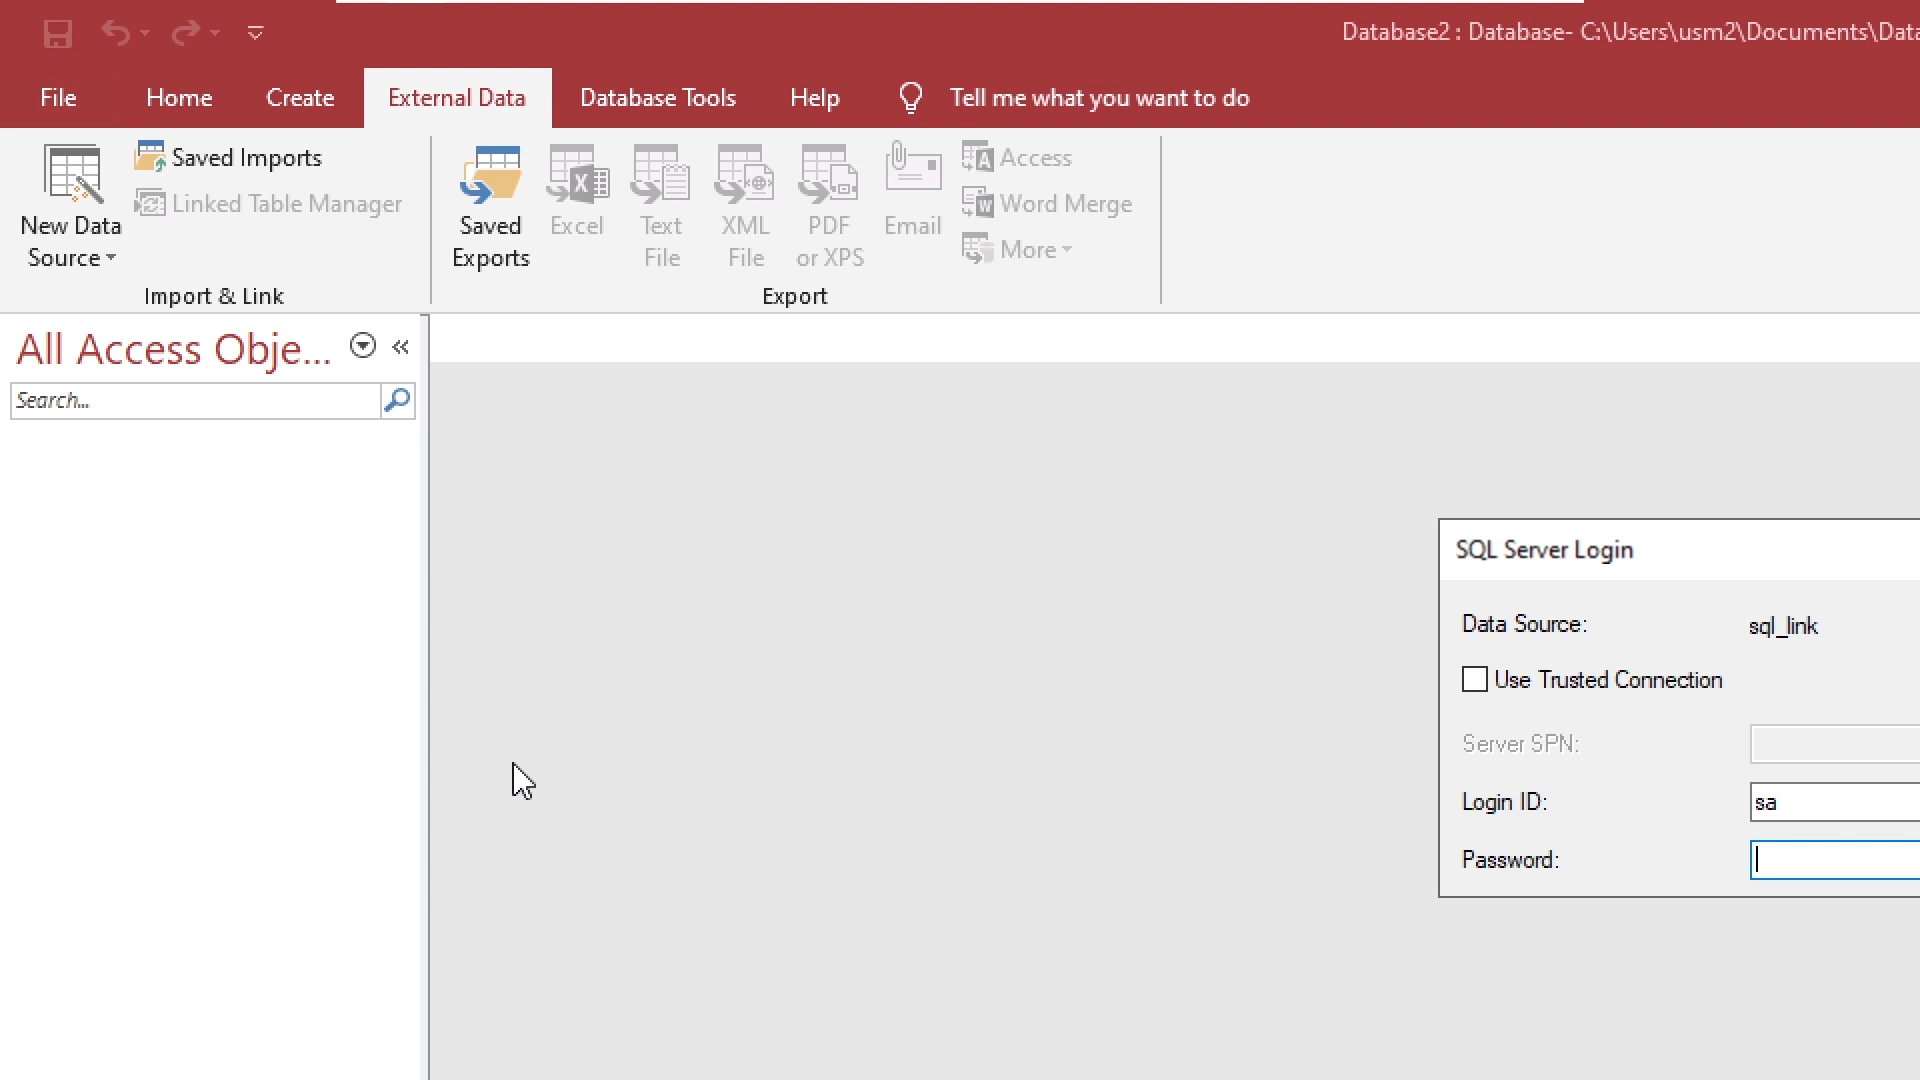 Database2 : Database- C:\Users\usm2\Documents\Data
File Home Create External Data Database Tools Help Tell me what you want to do
New Data Source
Saved Imports
Linked Table Manager
Import & Link
Saved Exports
Excel
Text File
XML File
PDF or XPS
Email
Access
Word Merge
More
Export
All Access Obje...
Search...
SQL Server Login
Data Source: sql_link
Use Trusted Connection
Server SPN:
Login ID: sa
Password: